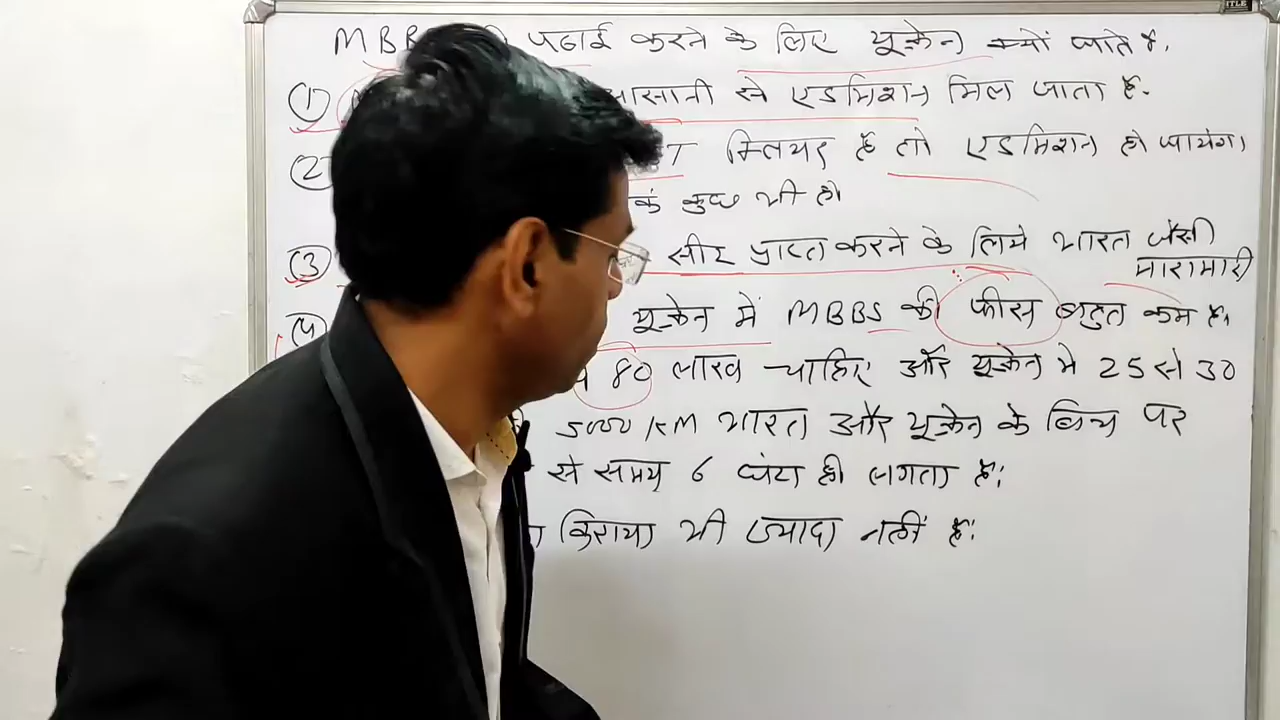 MBB पढाई करने के लिए यूक्रेन क्यों जाते है.
① आसानी से एडमिशन मिल जाता है.
② T क्लियर है तो एडमिशन हो जायेगा।
कुछ भी हो
③ सीट प्राप्त करने के लिये भारत जैसी
मारामारी
④ यूक्रेन में MBBS की फीस बहुत कम है,
80 लाख चाहिए और यूक्रेन मे 25 से 30
5000 KM भारत और यूक्रेन के बिच पर
से समय 6 घंटा ही लगता है:
किराया भी ज्यादा नहीं है: